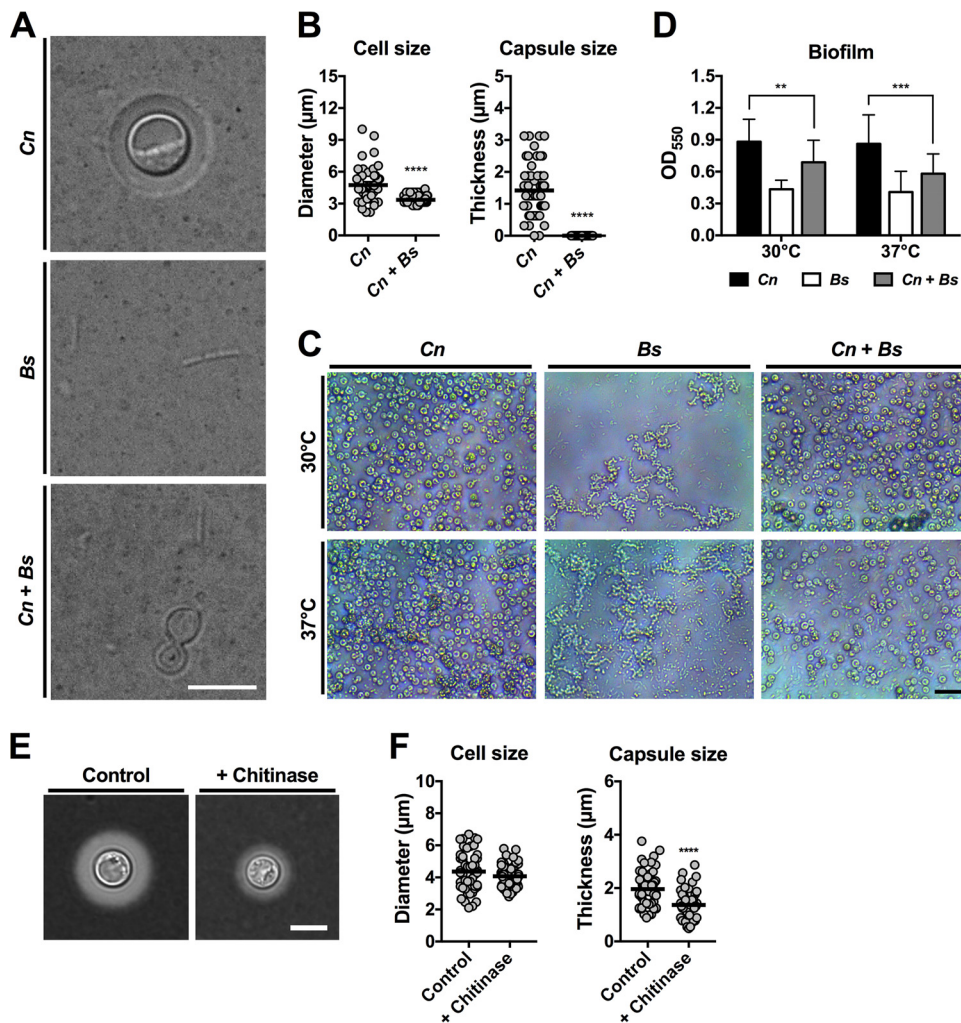 A
Cn
Bs
Cn + Bs
B
Cell size
Diameter (µm)
15
12
9
6
3
0
****
Cn
Cn + Bs
Capsule size
Thickness (µm)
5
4
3
2
1
0
****
Cn
Cn + Bs
D
Biofilm
OD550
1.5
1.2
0.9
0.6
0.3
0.0
**
***
30°C
37°C
Cn
Bs
Cn + Bs
C
Cn
Bs
Cn + Bs
30°C
37°C
E
Control
+ Chitinase
F
Cell size
Diameter (µm)
10
8
6
4
2
0
Control
+ Chitinase
Capsule size
Thickness (µm)
6
4
2
0
****
Control
+ Chitinase